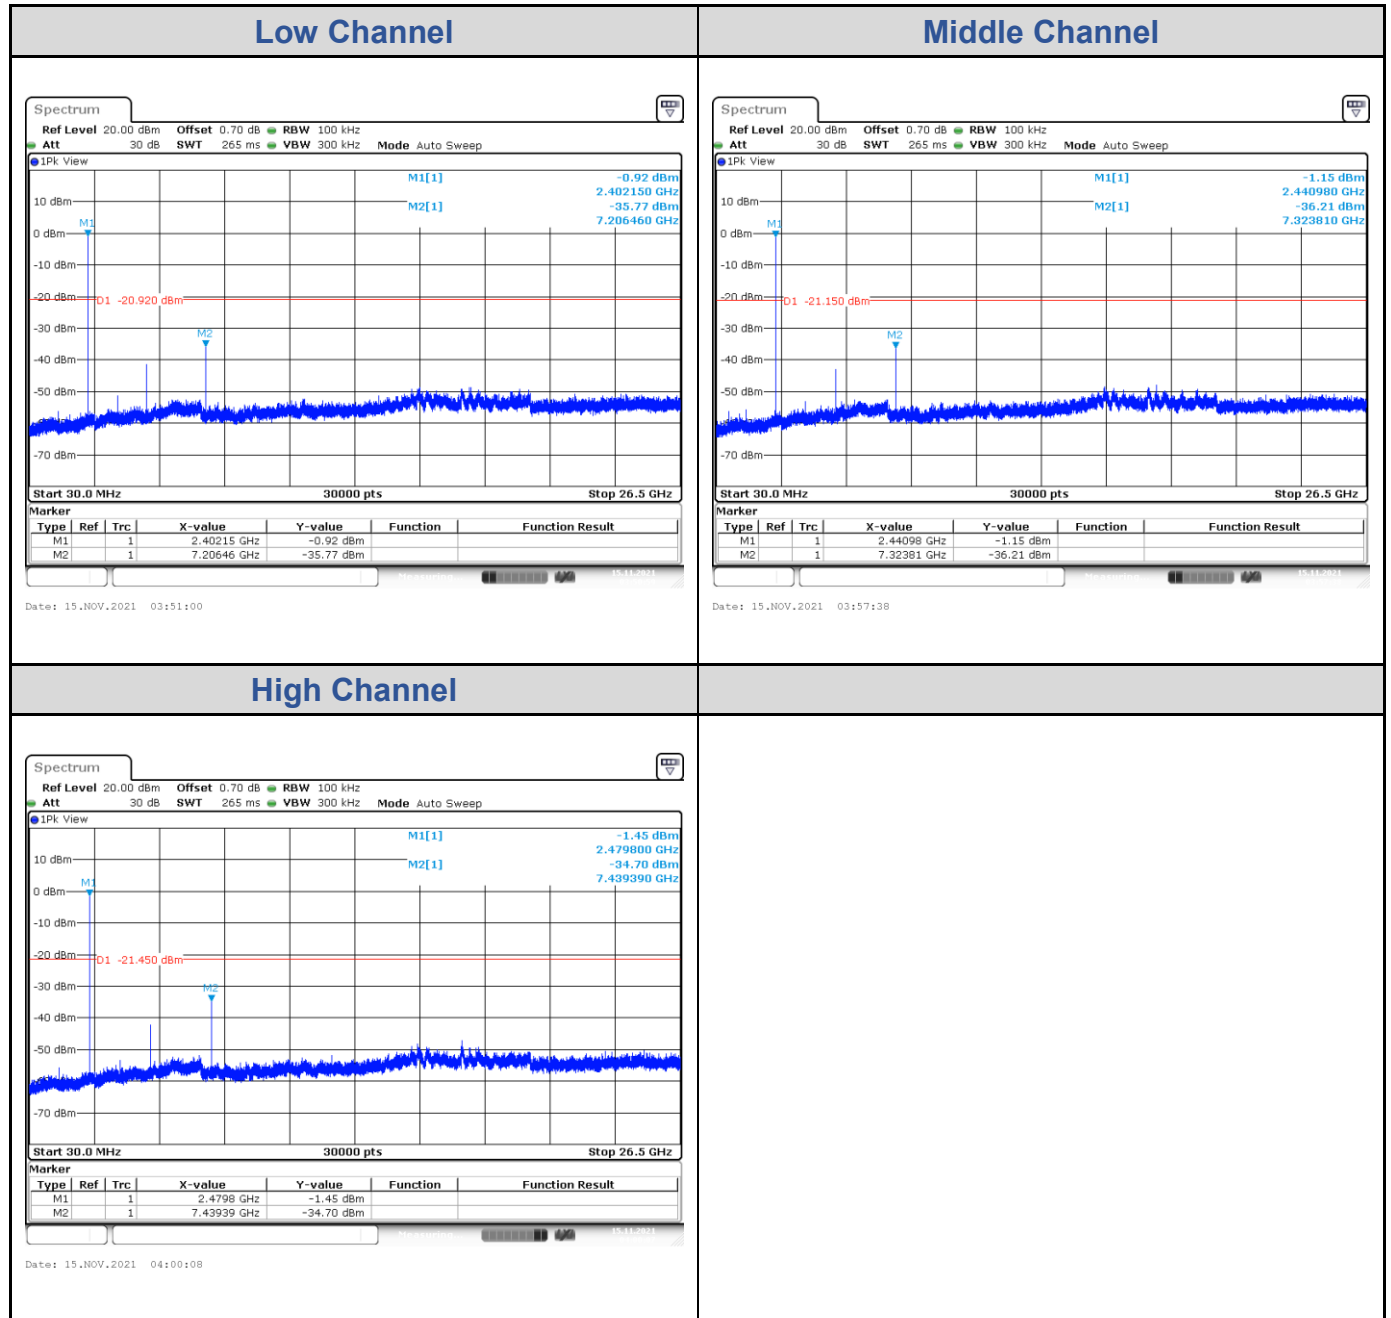 Low Channel
Middle Channel
Spectrum
Ref Level 20.00 dBm Offset 0.70 dB RBW 100 kHz
Att 30 dB SWT 265 ms VBW 300 kHz Mode Auto Sweep
1Pk View
M1[1] -0.92 dBm
2.402150 GHz
M2[1] -35.77 dBm
7.206460 GHz
10 dBm
M1
0 dBm
-10 dBm
-20 dBm
D1 -20.920 dBm
-30 dBm
M2
-40 dBm
-50 dBm
-70 dBm
Start 30.0 MHz 30000 pts Stop 26.5 GHz
Marker
Type Ref Trc X-value Y-value Function Function Result
M1 1 2.40215 GHz -0.92 dBm
M2 1 7.20646 GHz -35.77 dBm
Measuring 15.11.2021
Date: 15.NOV.2021 03:51:00
Spectrum
Ref Level 20.00 dBm Offset 0.70 dB RBW 100 kHz
Att 30 dB SWT 265 ms VBW 300 kHz Mode Auto Sweep
1Pk View
M1[1] -1.15 dBm
2.440980 GHz
M2[1] -36.21 dBm
7.323810 GHz
10 dBm
M1
0 dBm
-10 dBm
-20 dBm
D1 -21.150 dBm
-30 dBm
M2
-40 dBm
-50 dBm
-70 dBm
Start 30.0 MHz 30000 pts Stop 26.5 GHz
Marker
Type Ref Trc X-value Y-value Function Function Result
M1 1 2.44098 GHz -1.15 dBm
M2 1 7.32381 GHz -36.21 dBm
Measuring 15.11.2021
Date: 15.NOV.2021 03:57:38
High Channel
Spectrum
Ref Level 20.00 dBm Offset 0.70 dB RBW 100 kHz
Att 30 dB SWT 265 ms VBW 300 kHz Mode Auto Sweep
1Pk View
M1[1] -1.45 dBm
2.479800 GHz
M2[1] -34.70 dBm
7.439390 GHz
10 dBm
M1
0 dBm
-10 dBm
-20 dBm
D1 -21.450 dBm
-30 dBm
M2
-40 dBm
-50 dBm
-70 dBm
Start 30.0 MHz 30000 pts Stop 26.5 GHz
Marker
Type Ref Trc X-value Y-value Function Function Result
M1 1 2.4798 GHz -1.45 dBm
M2 1 7.43939 GHz -34.70 dBm
Measuring 15.11.2021
Date: 15.NOV.2021 04:00:08